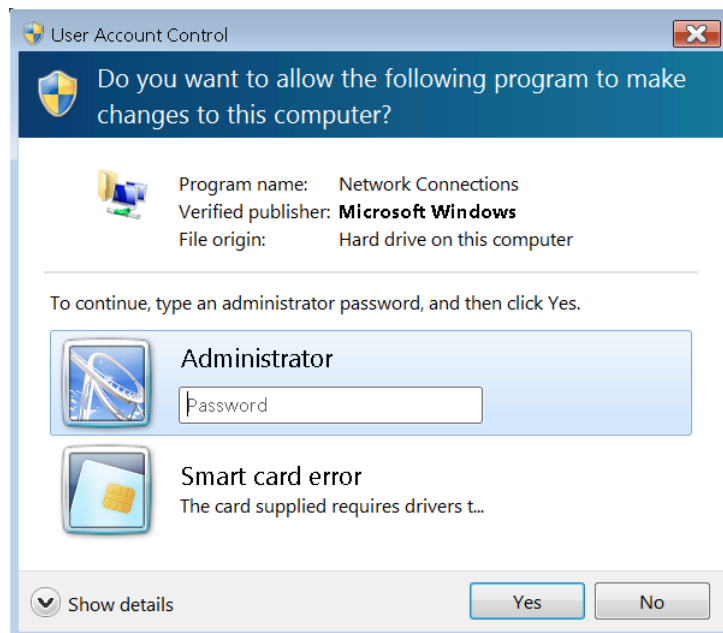 User Account Control
Do you want to allow the following program to make
changes to this computer?
Program name: Network Connections
Verified publisher: Microsoft Windows
File origin: Hard drive on this computer
To continue, type an administrator password, and then click Yes.
Administrator
Password
Smart card error
The card supplied requires drivers t...
Show details
Yes
No